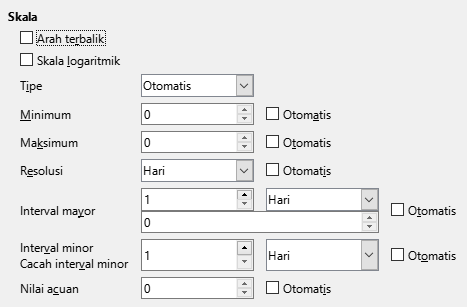 Skala
Arah terbalik
Skala logaritmik
Tipe Otomatis
Minimum 0 Otomatis
Maksimum 0 Otomatis
Resolusi Hari Otomatis
Interval mayor 1 Hari Otomatis
0
Interval minor
Cacah interval minor 1 Hari Otomatis
Nilai acuan 0 Otomatis